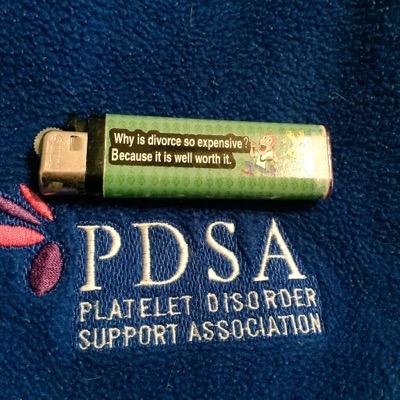 Why is divorce so expensive?
Because it is well worth it.
PDSA
PLATELET DISORDER
SUPPORT ASSOCIATION